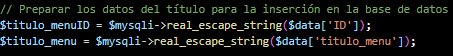 // Preparar los datos del título para la inserción en la base de datos
$titulo_menuID = $mysqli->real_escape_string($data['ID']);
$titulo_menu = $mysqli->real_escape_string($data['titulo_menu']);